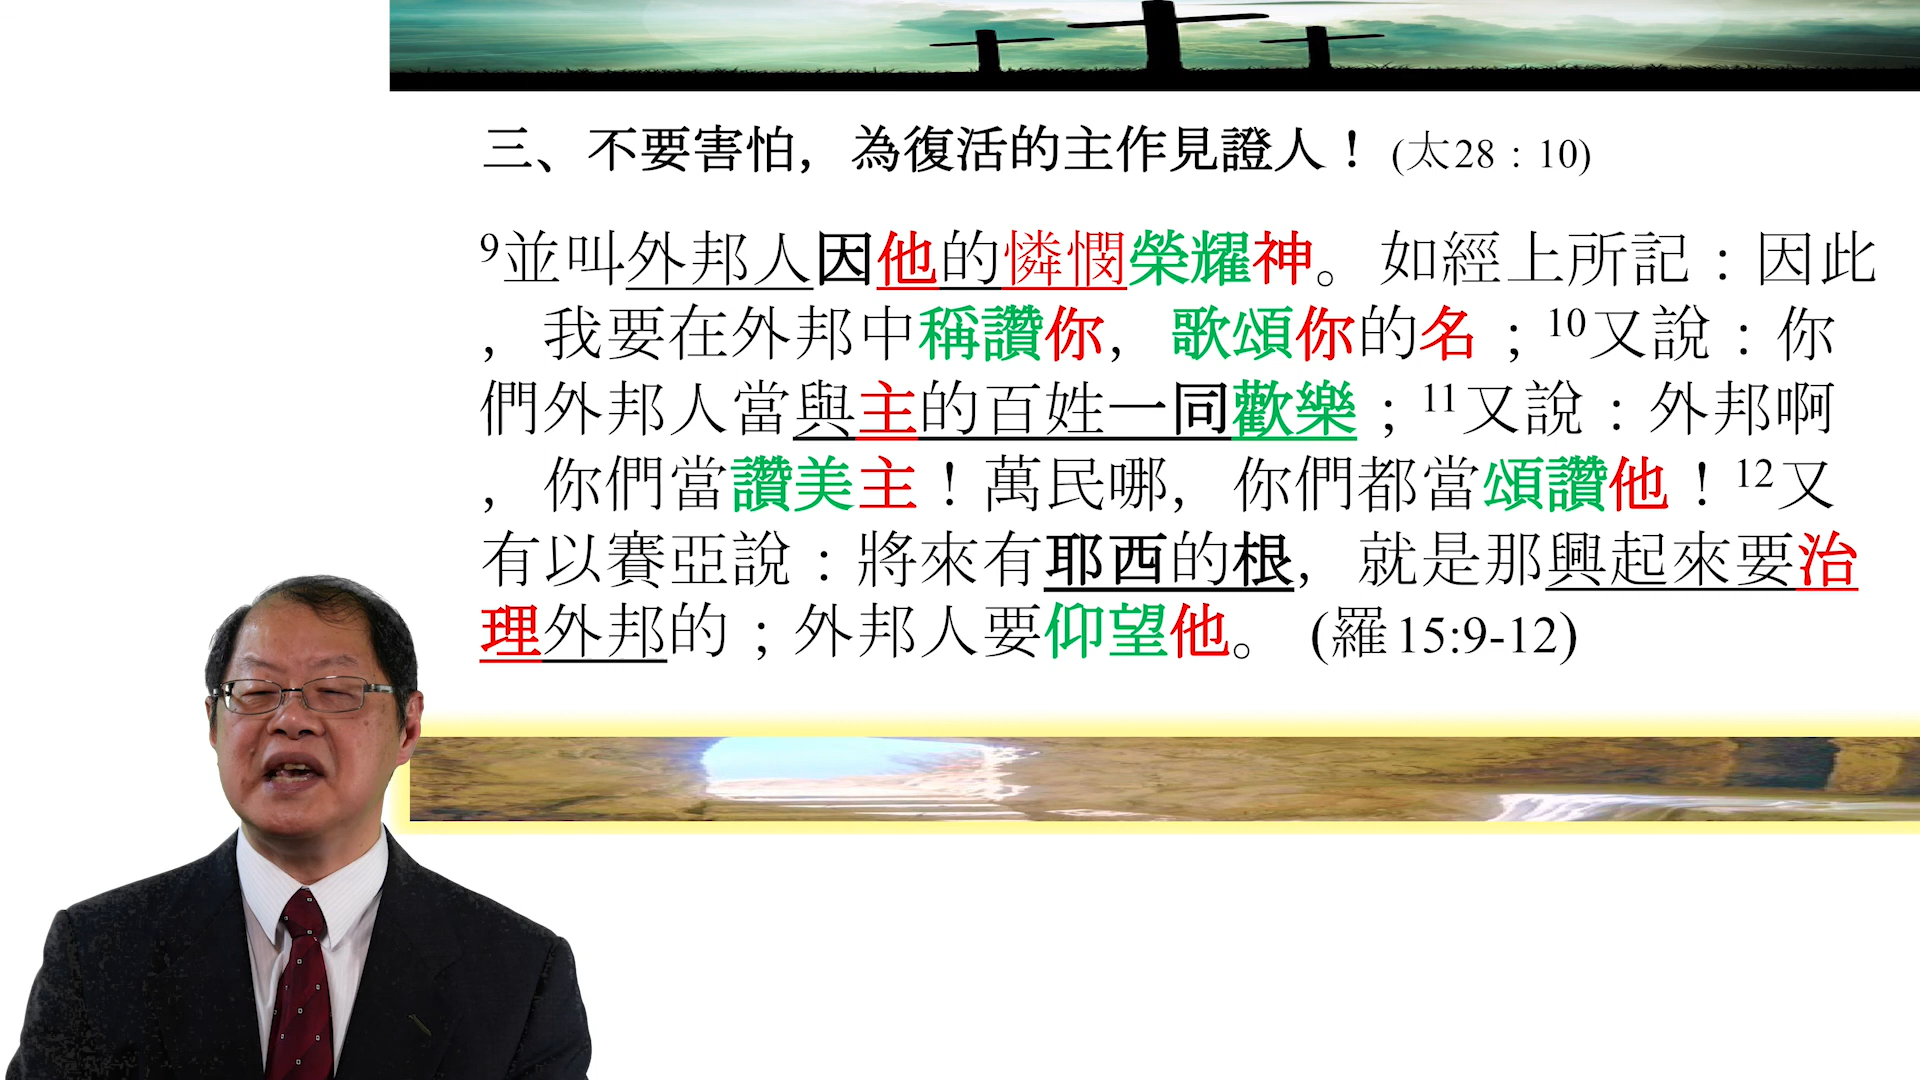 三、不要害怕，為復活的主作見證人！ (太28：10)
9並叫外邦人因他的憐憫榮耀神。如經上所記：因此
，我要在外邦中稱讚你，歌頌你的名；10又說：你
們外邦人當與主的百姓一同歡樂；11又說：外邦啊
，你們當讚美主！萬民哪，你們都當頌讚他！12又
有以賽亞說：將來有耶西的根，就是那興起來要治
理外邦的；外邦人要仰望他。 (羅15:9-12)